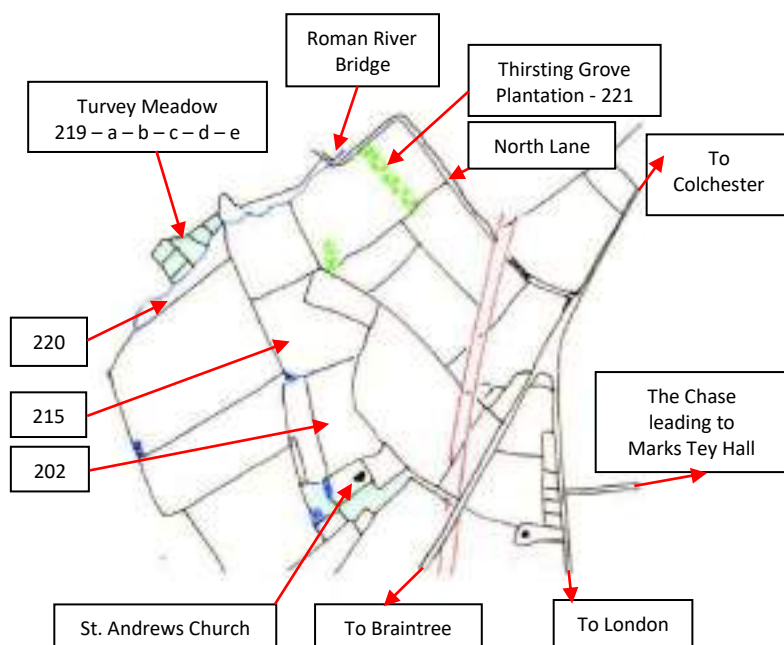 Roman River
Bridge
Thirsting Grove
Plantation - 221
Turvey Meadow
219 – a – b – c – d – e
North Lane
To
Colchester
220
215
202
The Chase
leading to
Marks Tey Hall
St. Andrews Church
To Braintree
To London